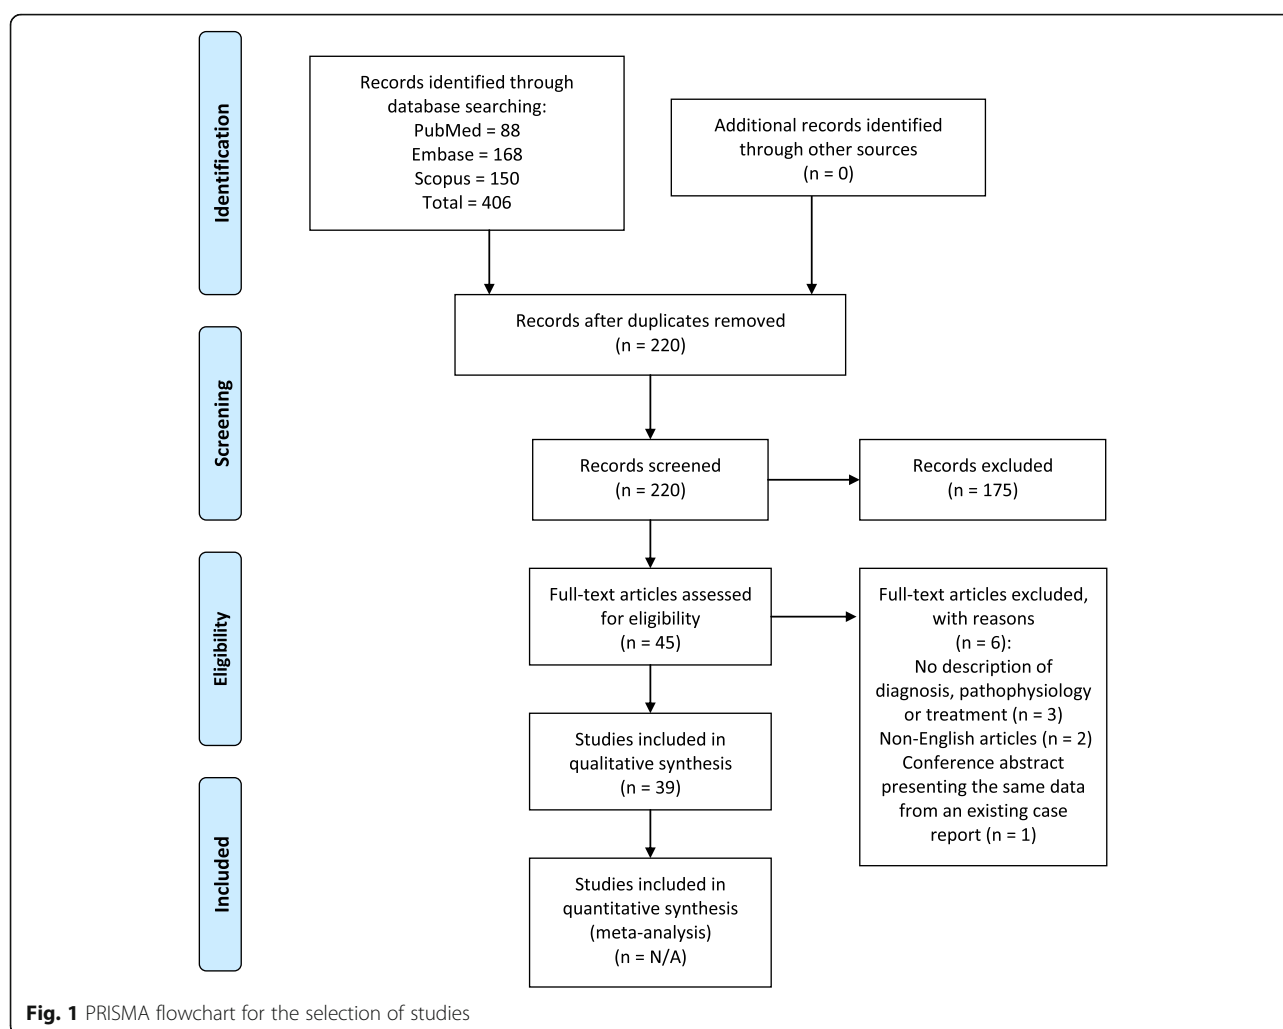 Identification
Records identified through
database searching:
PubMed = 88
Embase = 168
Scopus = 150
Total = 406
Additional records identified
through other sources
(n = 0)
Screening
Records after duplicates removed
(n = 220)
Records screened
(n = 220)
Records excluded
(n = 175)
Eligibility
Full-text articles assessed
for eligibility
(n = 45)
Full-text articles excluded,
with reasons
(n = 6):
No description of
diagnosis, pathophysiology
or treatment (n = 3)
Non-English articles (n = 2)
Conference abstract
presenting the same data
from an existing case
report (n = 1)
Studies included in
qualitative synthesis
(n = 39)
Included
Studies included in
quantitative synthesis
(meta-analysis)
(n = N/A)
Fig. 1 PRISMA flowchart for the selection of studies